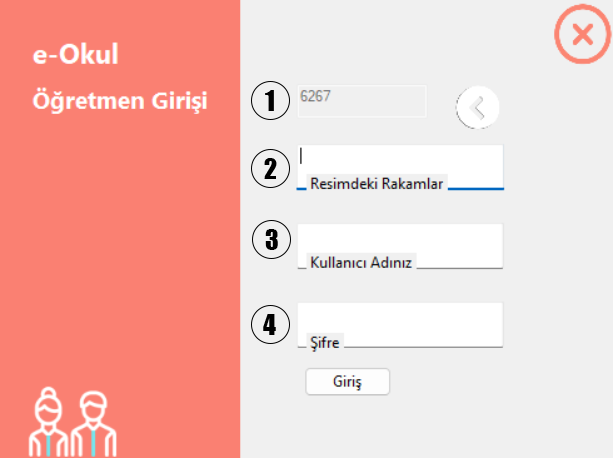 e-Okul
Öğretmen Girişi
1
6267
2
Resimdeki Rakamlar
3
Kullanıcı Adınız
4
Şifre
Giriş